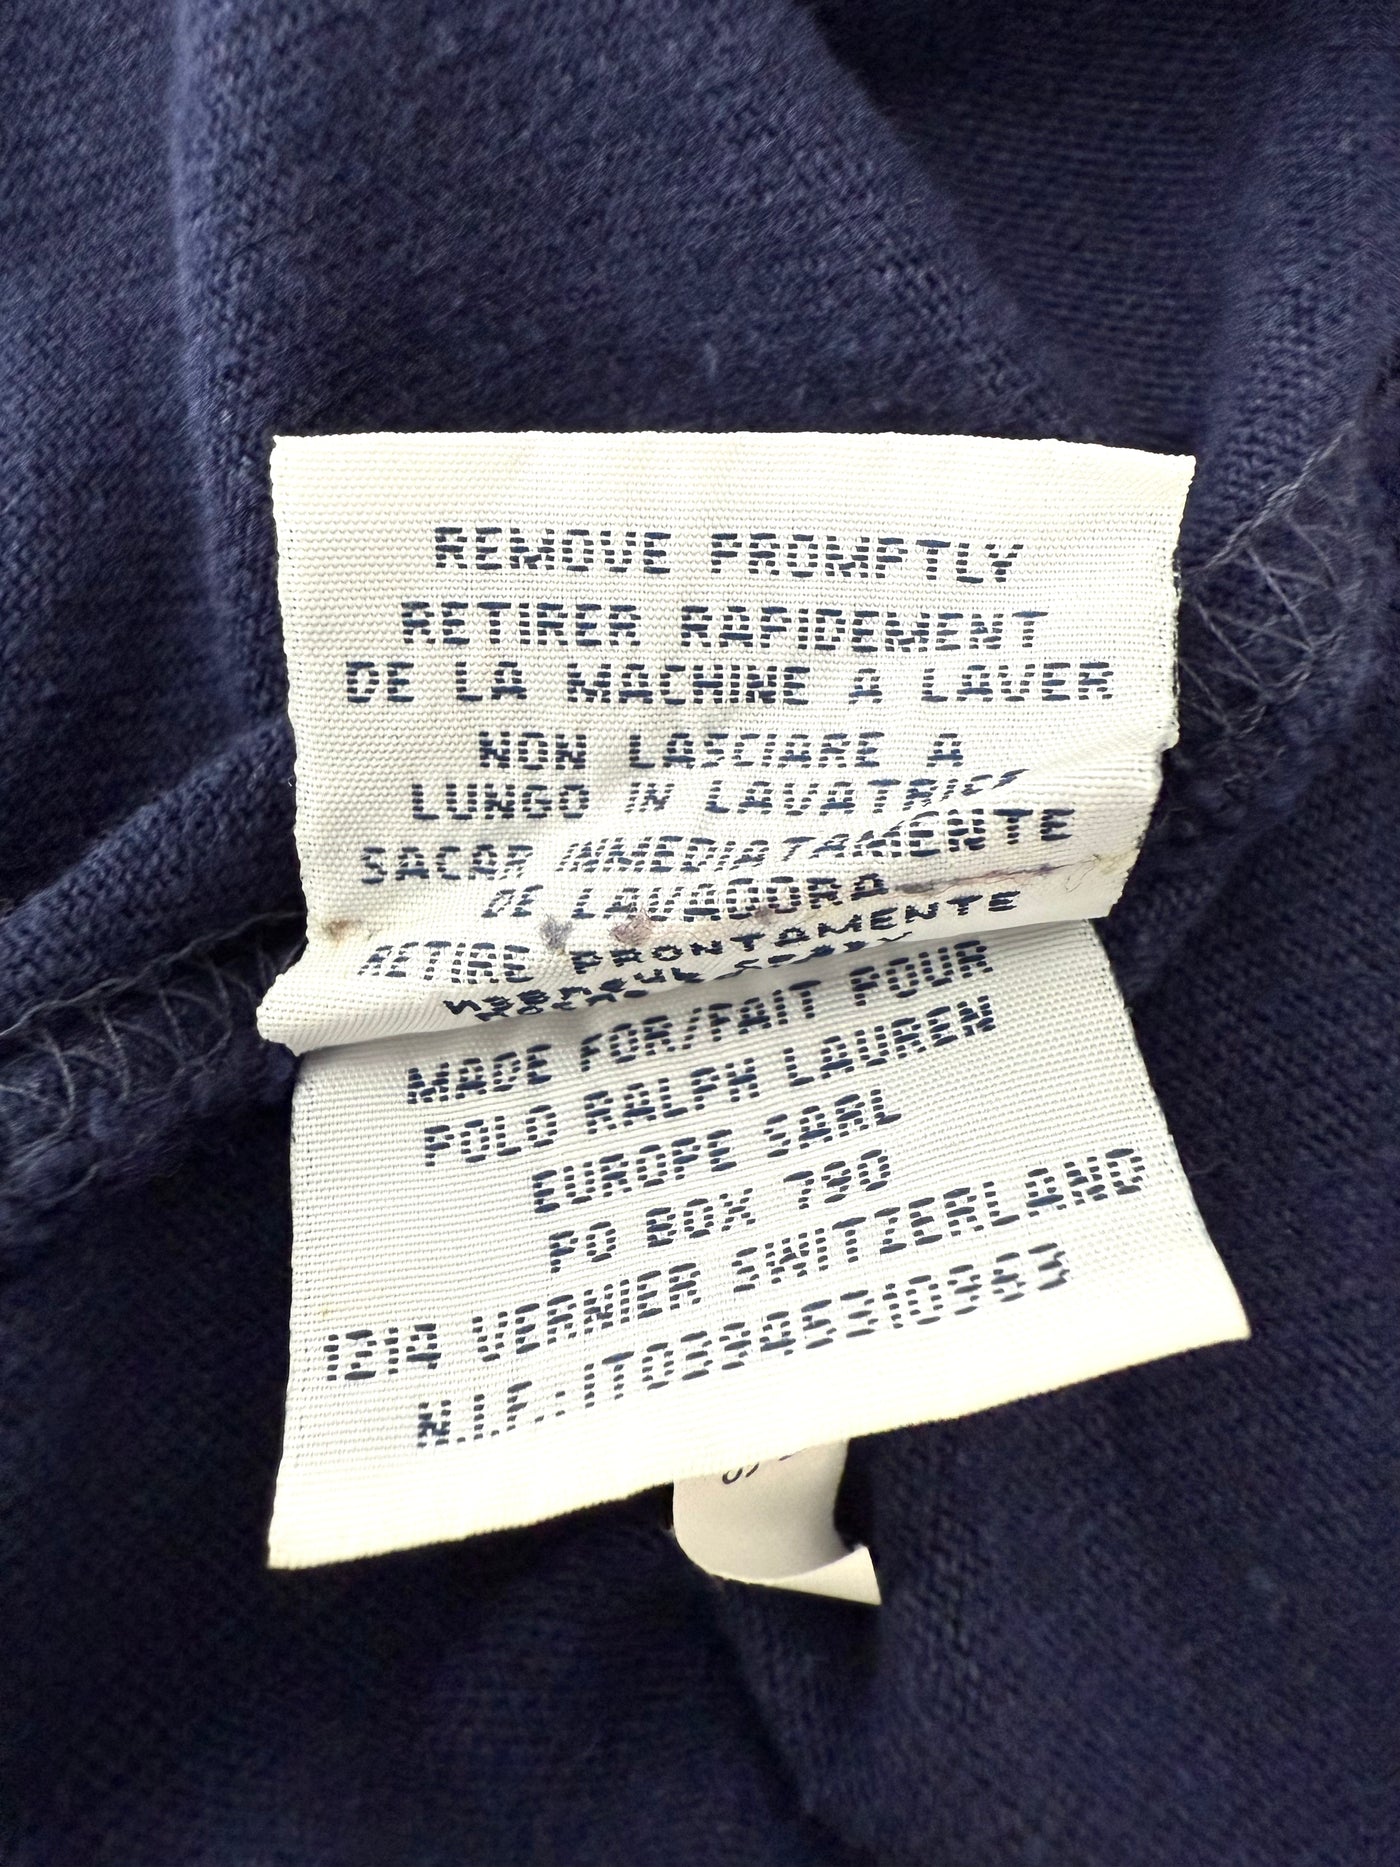 REMOVE PROMPTLY
RETIRER RAPIDEMENT
DE LA MACHINE A LAVER
NON LASCIARE A
LUNGO IN LAVATRICE
SACAR INMEDIATAMENTE
DE LAVADORA
RETIRE PRONTAMENTE
MADE FOR/FAIT POUR
POLO RALPH LAUREN
EUROPE SARL
PO BOX 790
1214 VERNIER SWITZERLAND
N.I.F.:IT03345310963